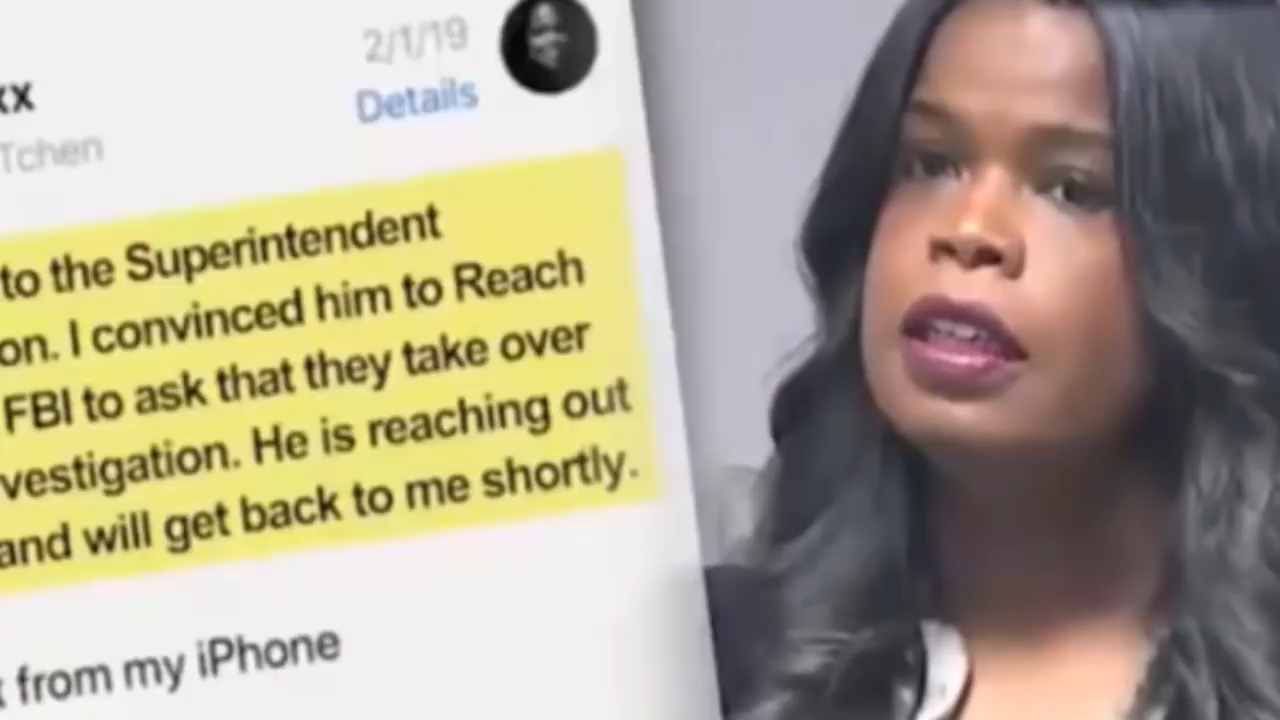 xx
2/1/19
Details
Tchen
to the Superintendent
on. I convinced him to Reach
FBI to ask that they take over
vestigation. He is reaching out
and will get back to me shortly.
from my iPhone